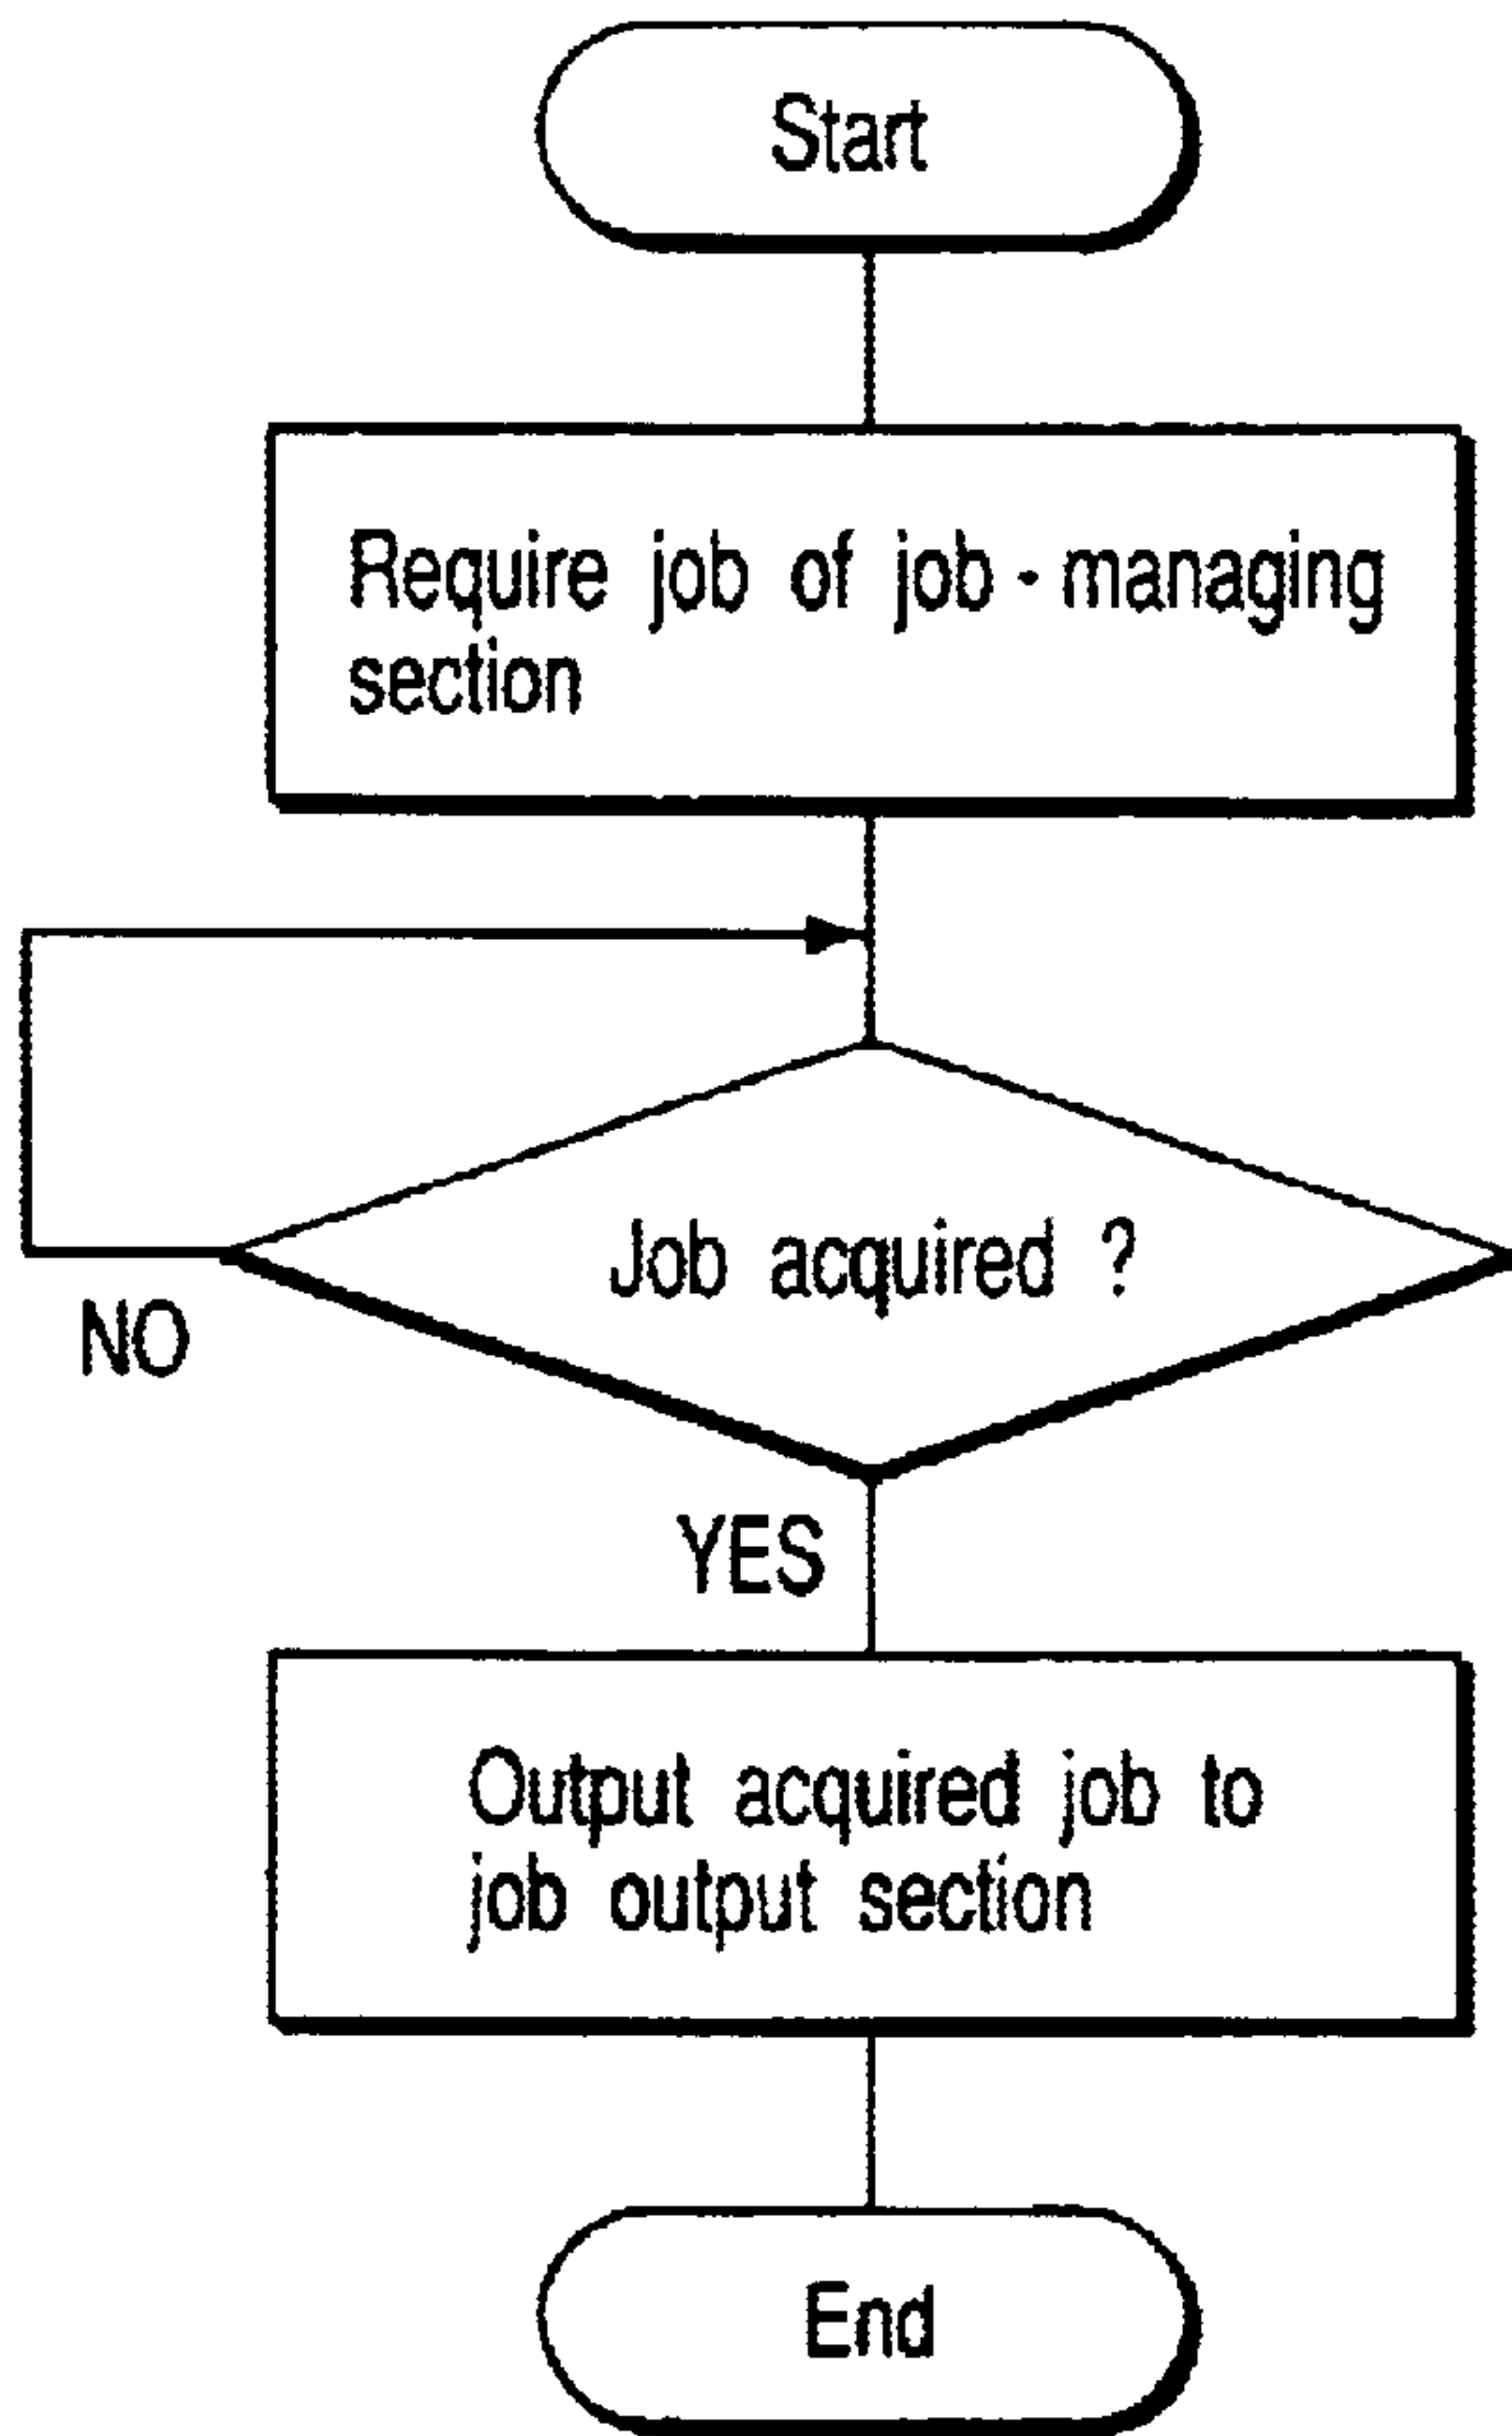 Start
Require job of job-managing
section
Job acquired ?
NO
YES
Output acquired job to
job output section
End